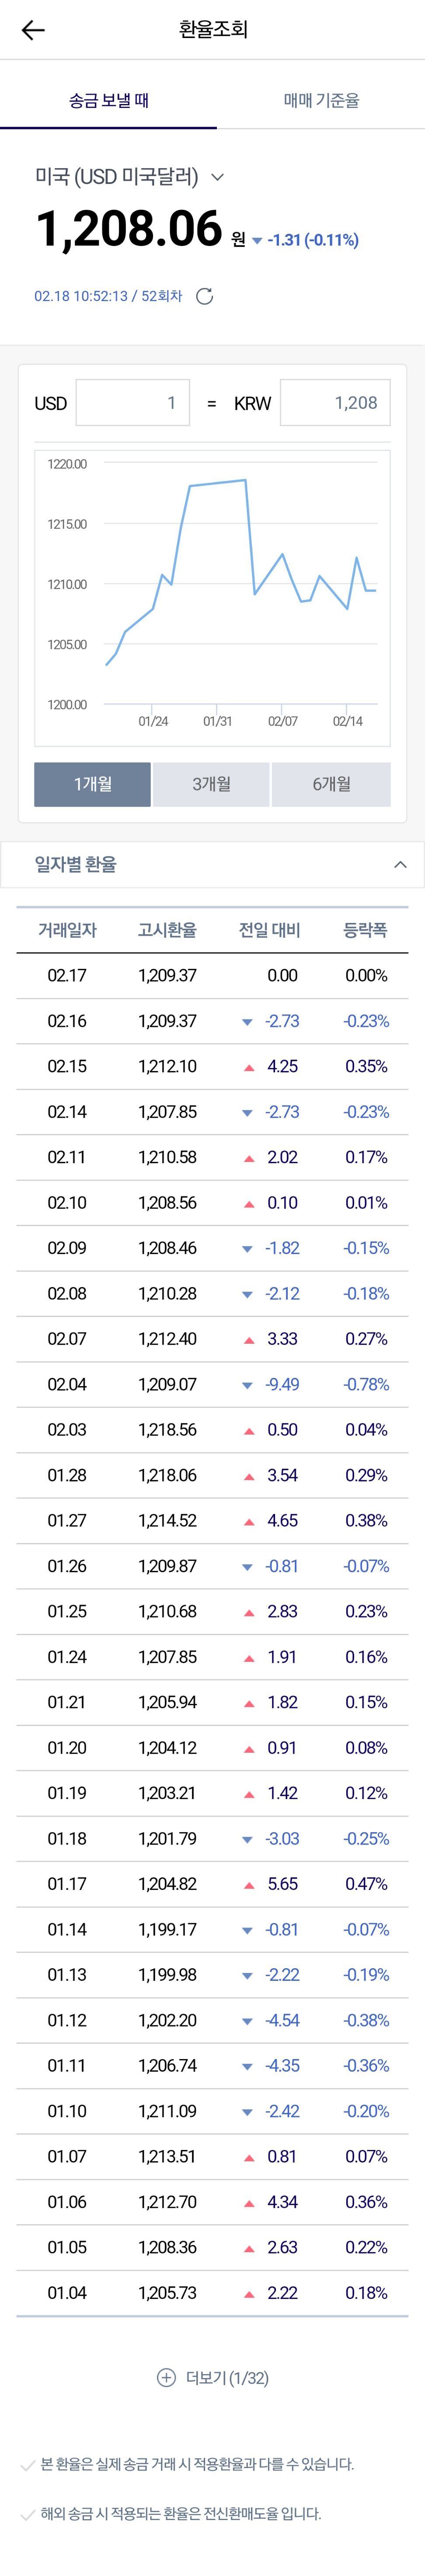 환율조회
송금 보낼 때 매매 기준율
미국 (USD 미국달러)
1,208.06 원 ▼ -1.31 (-0.11%)
02.18 10:52:13 / 52회차
USD 1 = KRW 1,208
1220.00
1215.00
1210.00
1205.00
1200.00
01/24 01/31 02/07 02/14
1개월 3개월 6개월
일자별 환율
거래일자 고시환율 전일 대비 등락폭
02.17 1,209.37 0.00 0.00%
02.16 1,209.37 ▼ -2.73 -0.23%
02.15 1,212.10 ▲ 4.25 0.35%
02.14 1,207.85 ▼ -2.73 -0.23%
02.11 1,210.58 ▲ 2.02 0.17%
02.10 1,208.56 ▲ 0.10 0.01%
02.09 1,208.46 ▼ -1.82 -0.15%
02.08 1,210.28 ▼ -2.12 -0.18%
02.07 1,212.40 ▲ 3.33 0.27%
02.04 1,209.07 ▼ -9.49 -0.78%
02.03 1,218.56 ▲ 0.50 0.04%
01.28 1,218.06 ▲ 3.54 0.29%
01.27 1,214.52 ▲ 4.65 0.38%
01.26 1,209.87 ▼ -0.81 -0.07%
01.25 1,210.68 ▲ 2.83 0.23%
01.24 1,207.85 ▲ 1.91 0.16%
01.21 1,205.94 ▲ 1.82 0.15%
01.20 1,204.12 ▲ 0.91 0.08%
01.19 1,203.21 ▲ 1.42 0.12%
01.18 1,201.79 ▼ -3.03 -0.25%
01.17 1,204.82 ▲ 5.65 0.47%
01.14 1,199.17 ▼ -0.81 -0.07%
01.13 1,199.98 ▼ -2.22 -0.19%
01.12 1,202.20 ▼ -4.54 -0.38%
01.11 1,206.74 ▼ -4.35 -0.36%
01.10 1,211.09 ▼ -2.42 -0.20%
01.07 1,213.51 ▲ 0.81 0.07%
01.06 1,212.70 ▲ 4.34 0.36%
01.05 1,208.36 ▲ 2.63 0.22%
01.04 1,205.73 ▲ 2.22 0.18%
더보기 (1/32)
본 환율은 실제 송금 거래 시 적용환율과 다를 수 있습니다.
해외 송금 시 적용되는 환율은 전신환매도율 입니다.